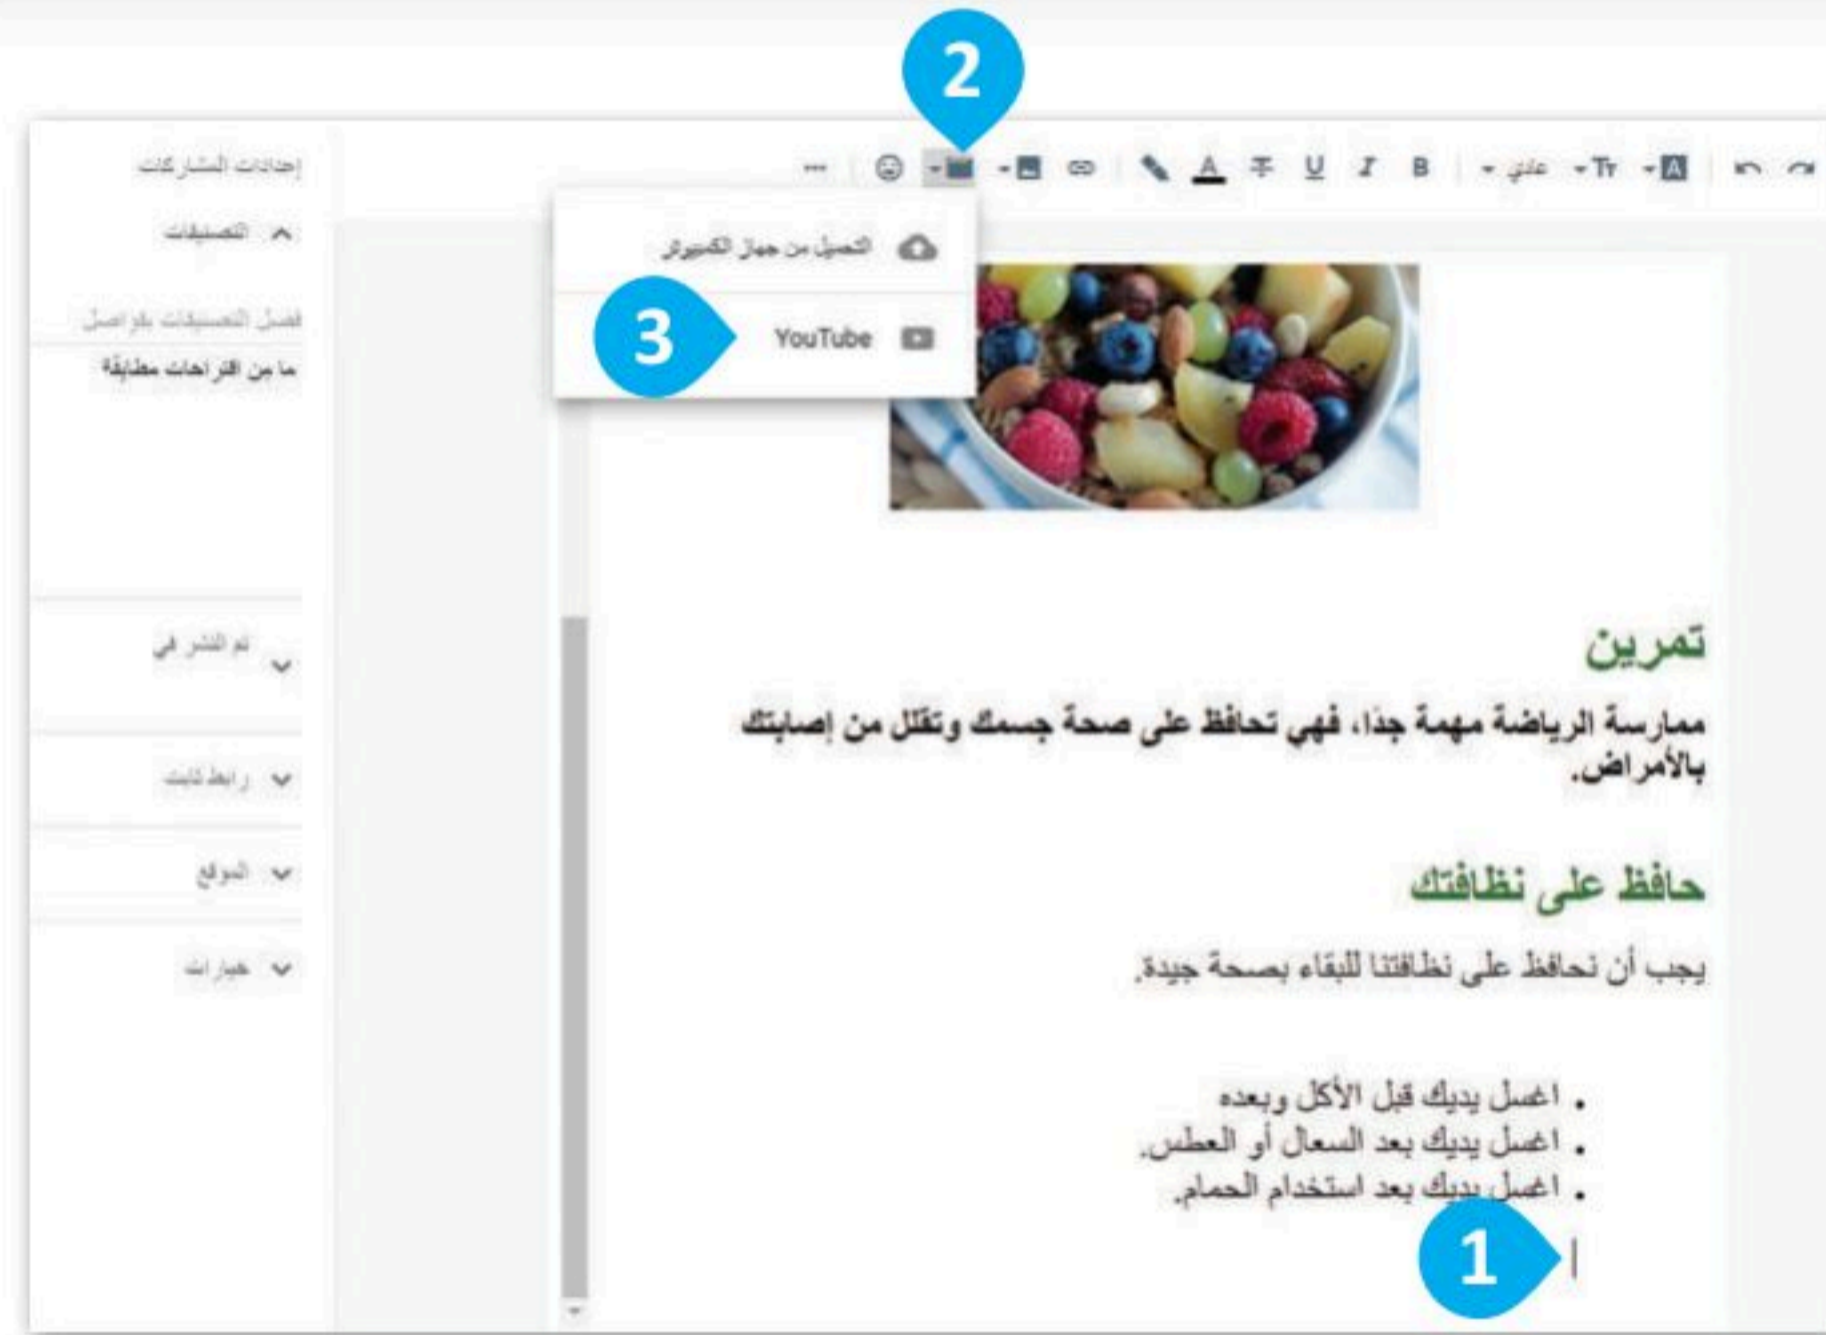 2
إعدادات المشاركات
عادي
B
I
U
A
التصنيفات
التحميل من جهاز الكمبيوتر
3
YouTube
فصل التصنيفات بفواصل
ما من اقتراحات مطابقة
تم النشر في
رابط ثابت
الموقع
خيارات
تمرين
ممارسة الرياضة مهمة جدًا، فهي تحافظ على صحة جسمك وتقلل من إصابتك
بالأمراض.
حافظ على نظافتك
يجب أن نحافظ على نظافتنا للبقاء بصحة جيدة.
• اغسل يديك قبل الأكل وبعده
• اغسل يديك بعد السعال أو العطس.
• اغسل يديك بعد استخدام الحمام.
1